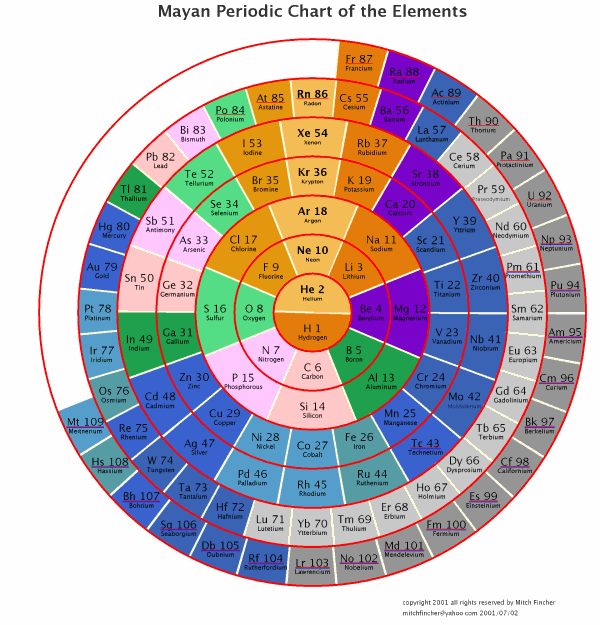 Mayan Periodic Chart of the Elements
H 1
Hydrogen
He 2
Helium
Li 3
Lithium
Be 4
Berylium
B 5
Borne
C 6
Carbon
N 7
Nitrogen
O 8
Oxygen
F 9
Fluorine
Ne 10
Neon
Na 11
Sodium
Mg 12
Magnesium
Al 13
Aluminum
Si 14
Silicon
P 15
Phosphorous
S 16
Sulfur
Cl 17
Chlorine
Ar 18
Argon
K 19
Potassium
Ca 20
Calcium
Sc 21
Scandium
Ti 22
Titanium
V 23
Vanadium
Cr 24
Chromium
Mn 25
Manganese
Fe 26
Iron
Co 27
Cobalt
Ni 28
Nickel
Cu 29
Copper
Zn 30
Zinc
Ga 31
Gallium
Ge 32
Germanium
As 33
Arsenic
Se 34
Selenium
Br 35
Bromine
Kr 36
Krypton
Rb 37
Rubidium
Sr 38
Strontium
Y 39
Yttrium
Zr 40
Zirconium
Nb 41
Niobium
Mo 42
Molybdenum
Tc 43
Technetium
Ru 44
Ruthenium
Rh 45
Rhodium
Pd 46
Palladium
Ag 47
Silver
Cd 48
Cadmium
In 49
Indium
Sn 50
Tin
Sb 51
Antimony
Te 52
Tellurium
I 53
Iodine
Xe 54
Xenon
Cs 55
Cesium
Ba 56
Barium
La 57
Lanthanum
Ce 58
Cerium
Pr 59
Praseodymium
Nd 60
Neodymium
Pm 61
Promethium
Sm 62
Samarium
Eu 63
Europium
Gd 64
Gadolinium
Tb 65
Terbium
Dy 66
Dysprosium
Ho 67
Holmium
Er 68
Erbium
Tm 69
Thulium
Yb 70
Ytterbium
Lu 71
Lutetium
Hf 72
Hafnium
Ta 73
Tantalum
W 74
Tungsten
Re 75
Rhenium
Os 76
Osmium
Ir 77
Iridium
Pt 78
Platinum
Au 79
Gold
Hg 80
Mercury
Tl 81
Thallium
Pb 82
Lead
Bi 83
Bismuth
Po 84
Polonium
At 85
Astatine
Rn 86
Radon
Fr 87
Francium
Ra 88
Radium
Ac 89
Actinium
Th 90
Thorium
Pa 91
Protactinium
U 92
Uranium
Np 93
Neptunium
Pu 94
Plutonium
Am 95
Americium
Cm 96
Curium
Bk 97
Berkelium
Cf 98
Californium
Es 99
Einsteinium
Fm 100
Fermium
Md 101
Mendelevium
No 102
Nobelium
Lr 103
Lawrencium
Rf 104
Rutherfordium
Db 105
Dubnium
Sg 106
Seaborgium
Bh 107
Bohrium
Hs 108
Hassium
Mt 109
Meitnerium
copyright 2001 all rights reserved by Mitch Fincher
mitchfincher@yahoo.com 2001/07/02